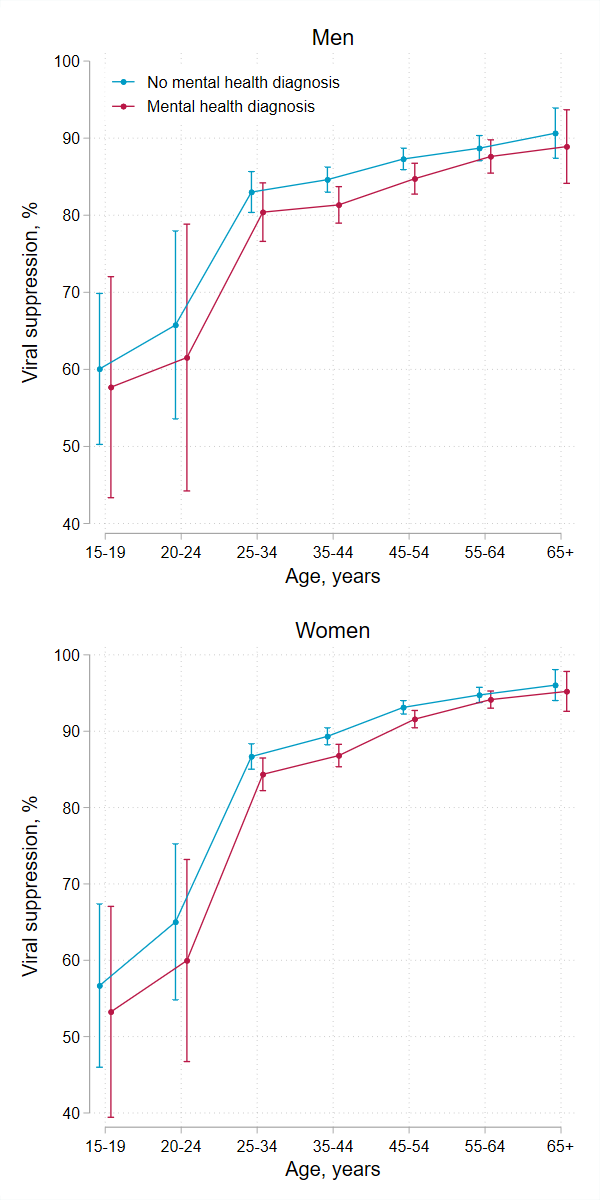 Men
100
No mental health diagnosis
Mental health diagnosis
90
80
70
60
50
40
Viral suppression, %
15-19 20-24 25-34 35-44 45-54 55-64 65+
Age, years
Women
100
90
80
70
60
50
40
Viral suppression, %
15-19 20-24 25-34 35-44 45-54 55-64 65+
Age, years